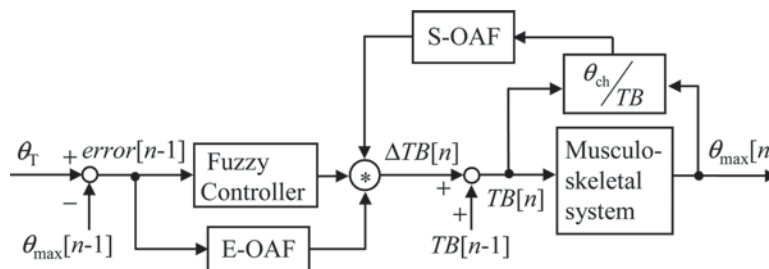 S-OAF
θch/TB
θT
+
error[n-1]
Fuzzy
Controller
*
ΔTB[n]
+
Musculo-
skeletal
system
θmax[n
−
θmax[n-1]
E-OAF
+
TB[n]
TB[n-1]